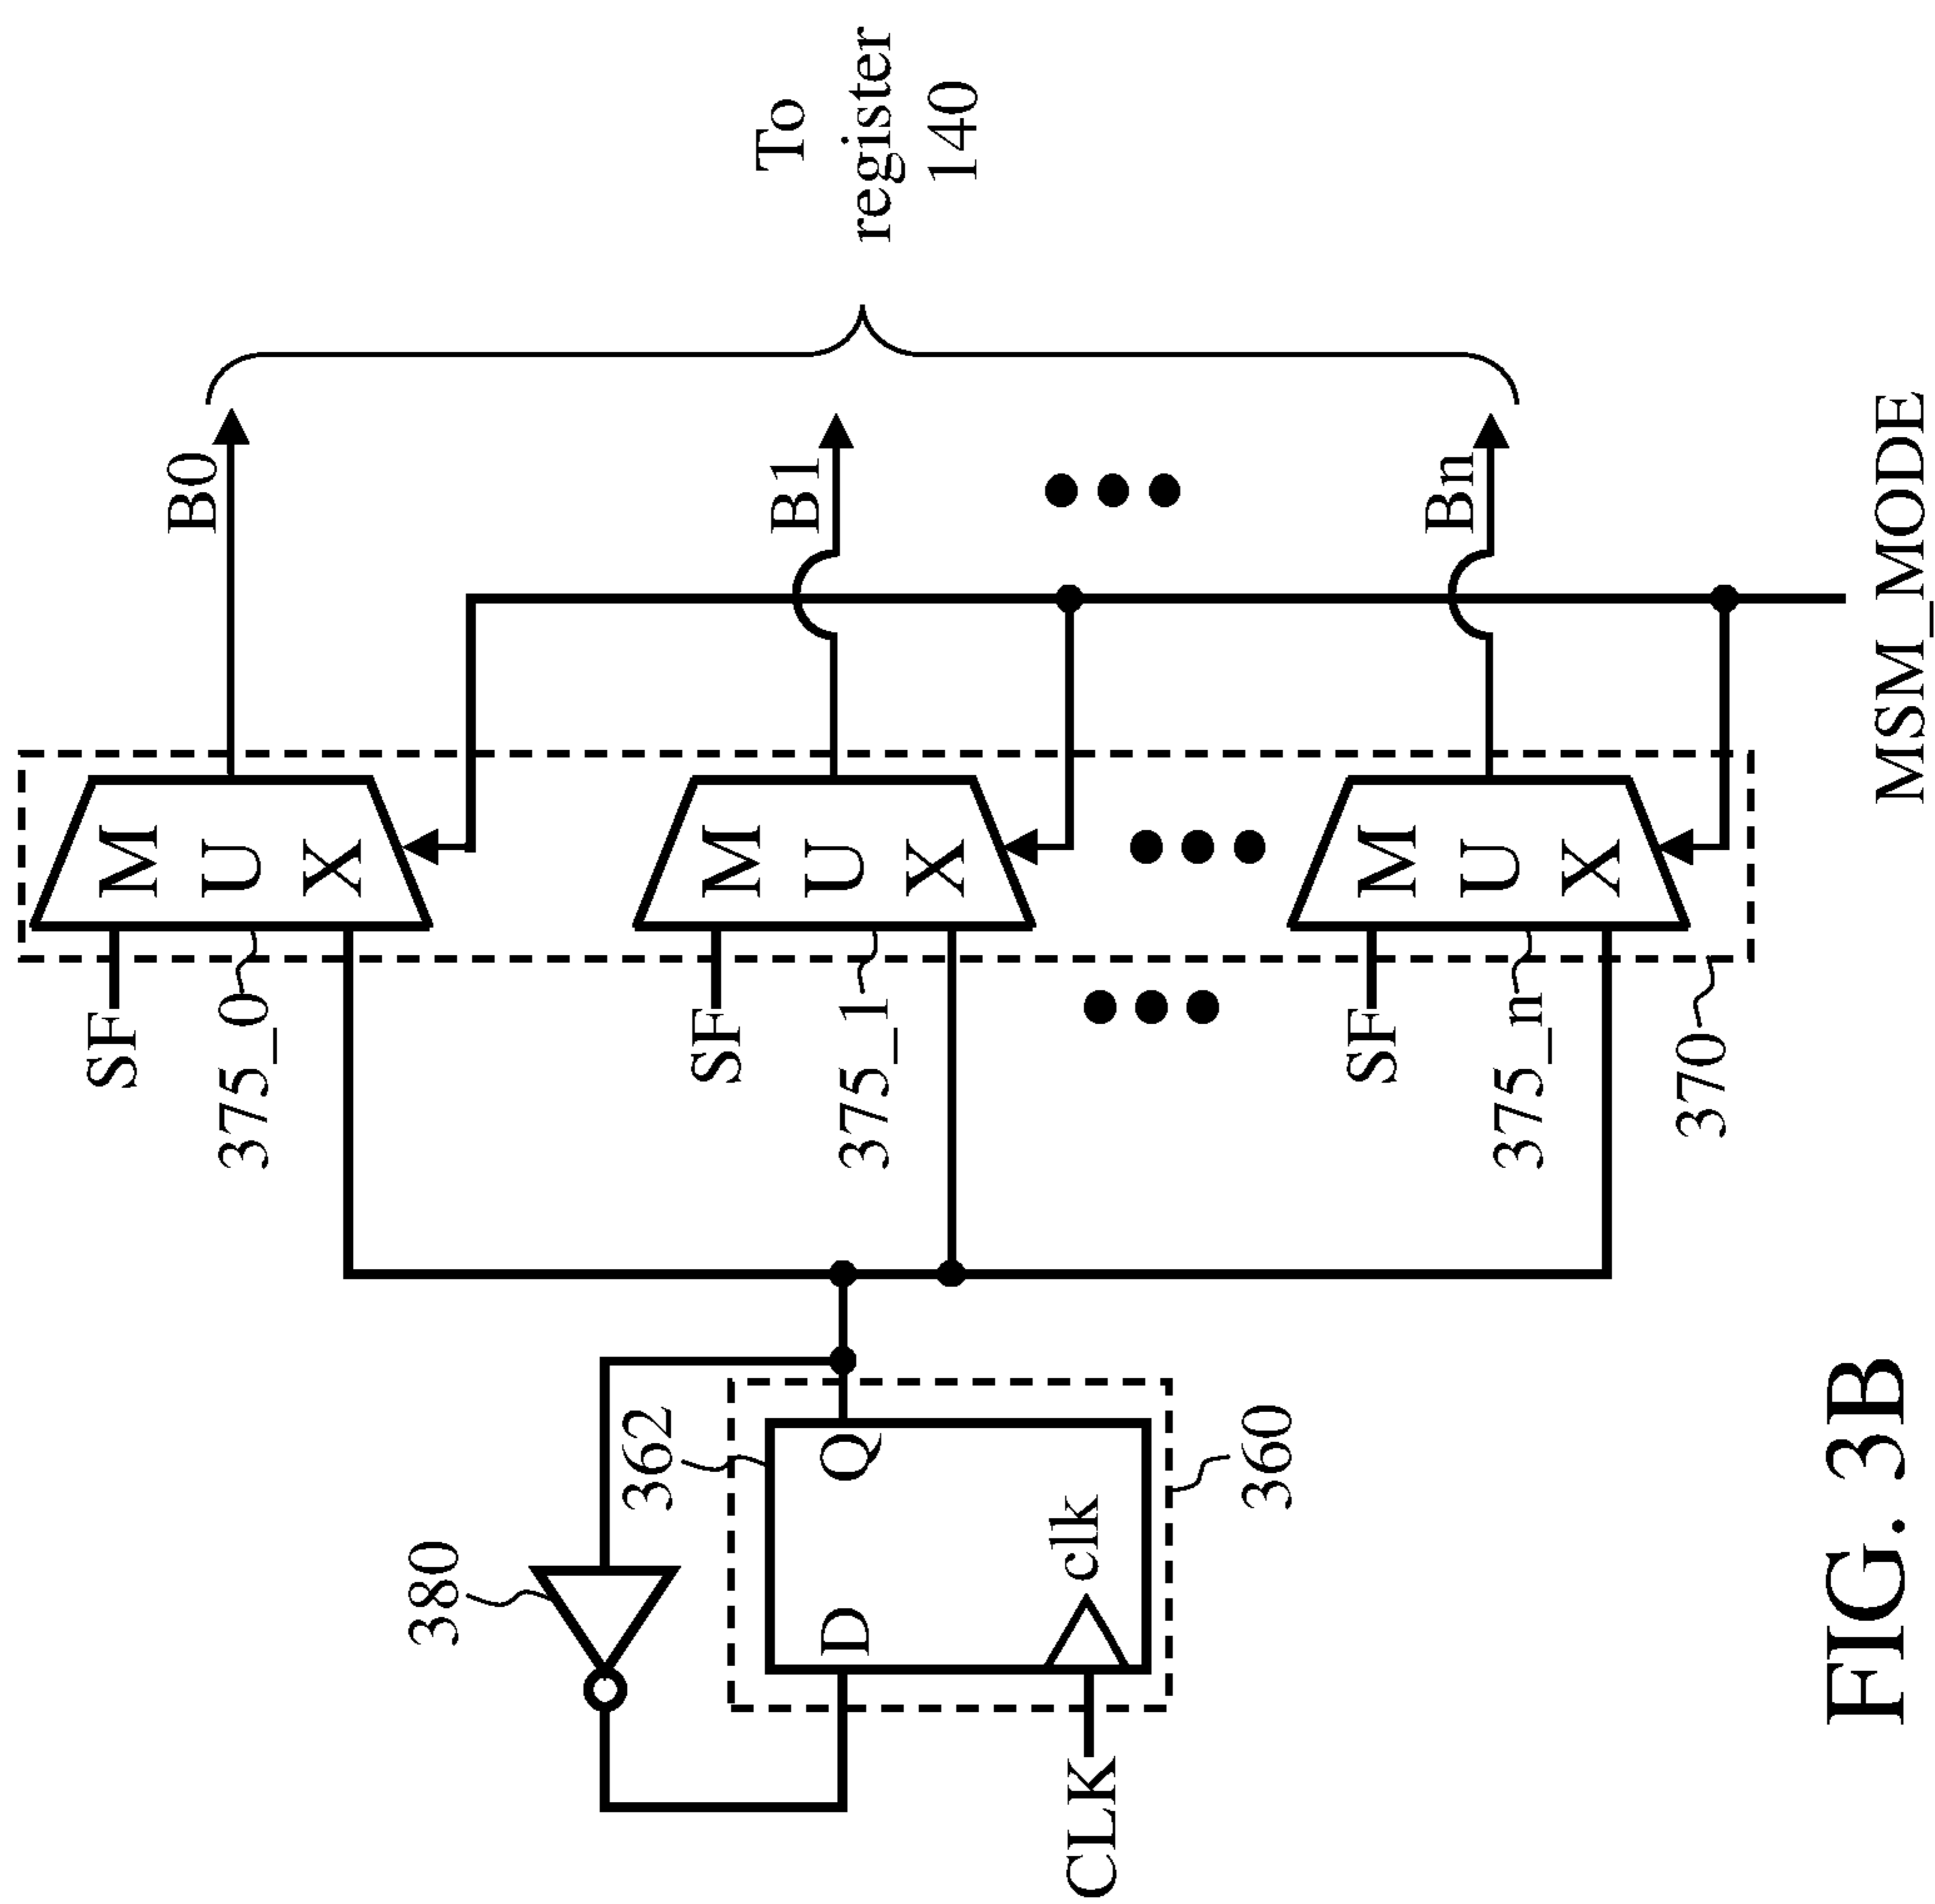 SF
M
U
X
B0
375_0
SF
M
U
X
B1
375_1
To
register
140
380
362
D
Q
clk
CLK
360
SF
M
U
X
Bn
375_n
370
MSM_MODE
FIG. 3B